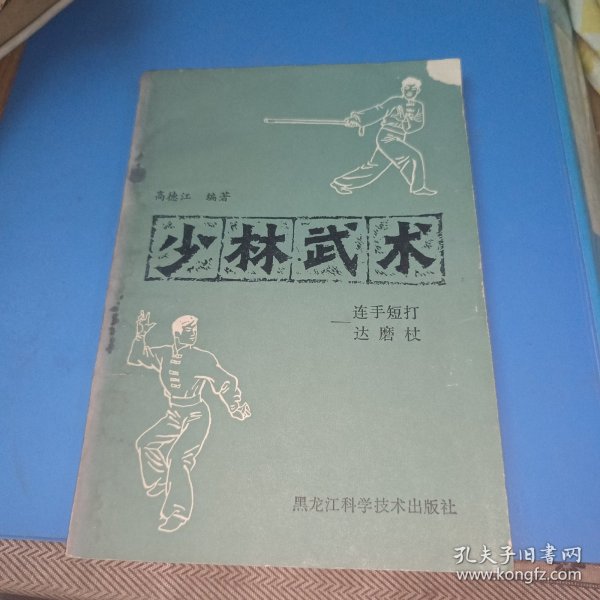 高德江 编著
少林武术
—连手短打
达磨杖
黑龙江科学技术出版社
孔夫子旧书网
www.kongfz.com